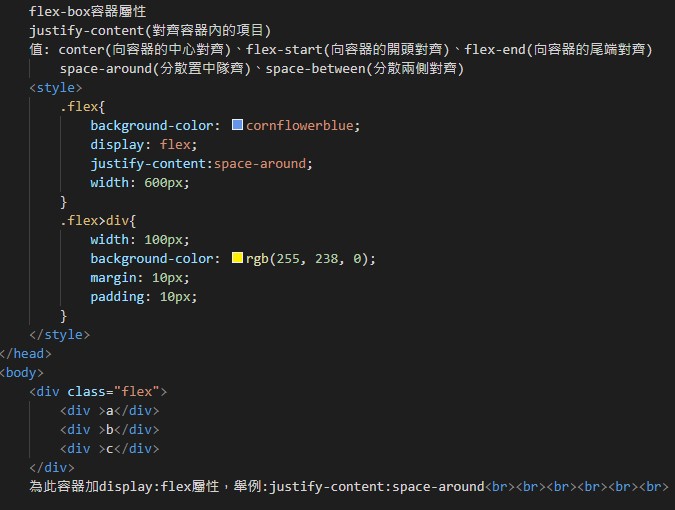 flex-box容器屬性
justify-content(對齊容器內的項目)
值: conter(向容器的中心對齊)、flex-start(向容器的開頭對齊)、flex-end(向容器的尾端對齊)
space-around(分散置中隊齊)、space-between(分散兩側對齊)
<style>
.flex{
background-color: cornflowerblue;
display: flex;
justify-content:space-around;
width: 600px;
}
.flex>div{
width: 100px;
background-color: rgb(255, 238, 0);
margin: 10px;
padding: 10px;
}
</style>
</head>
<body>
<div class="flex">
<div >a</div>
<div >b</div>
<div >c</div>
</div>
為此容器加display:flex屬性，舉例:justify-content:space-around<br><br><br><br><br><br>